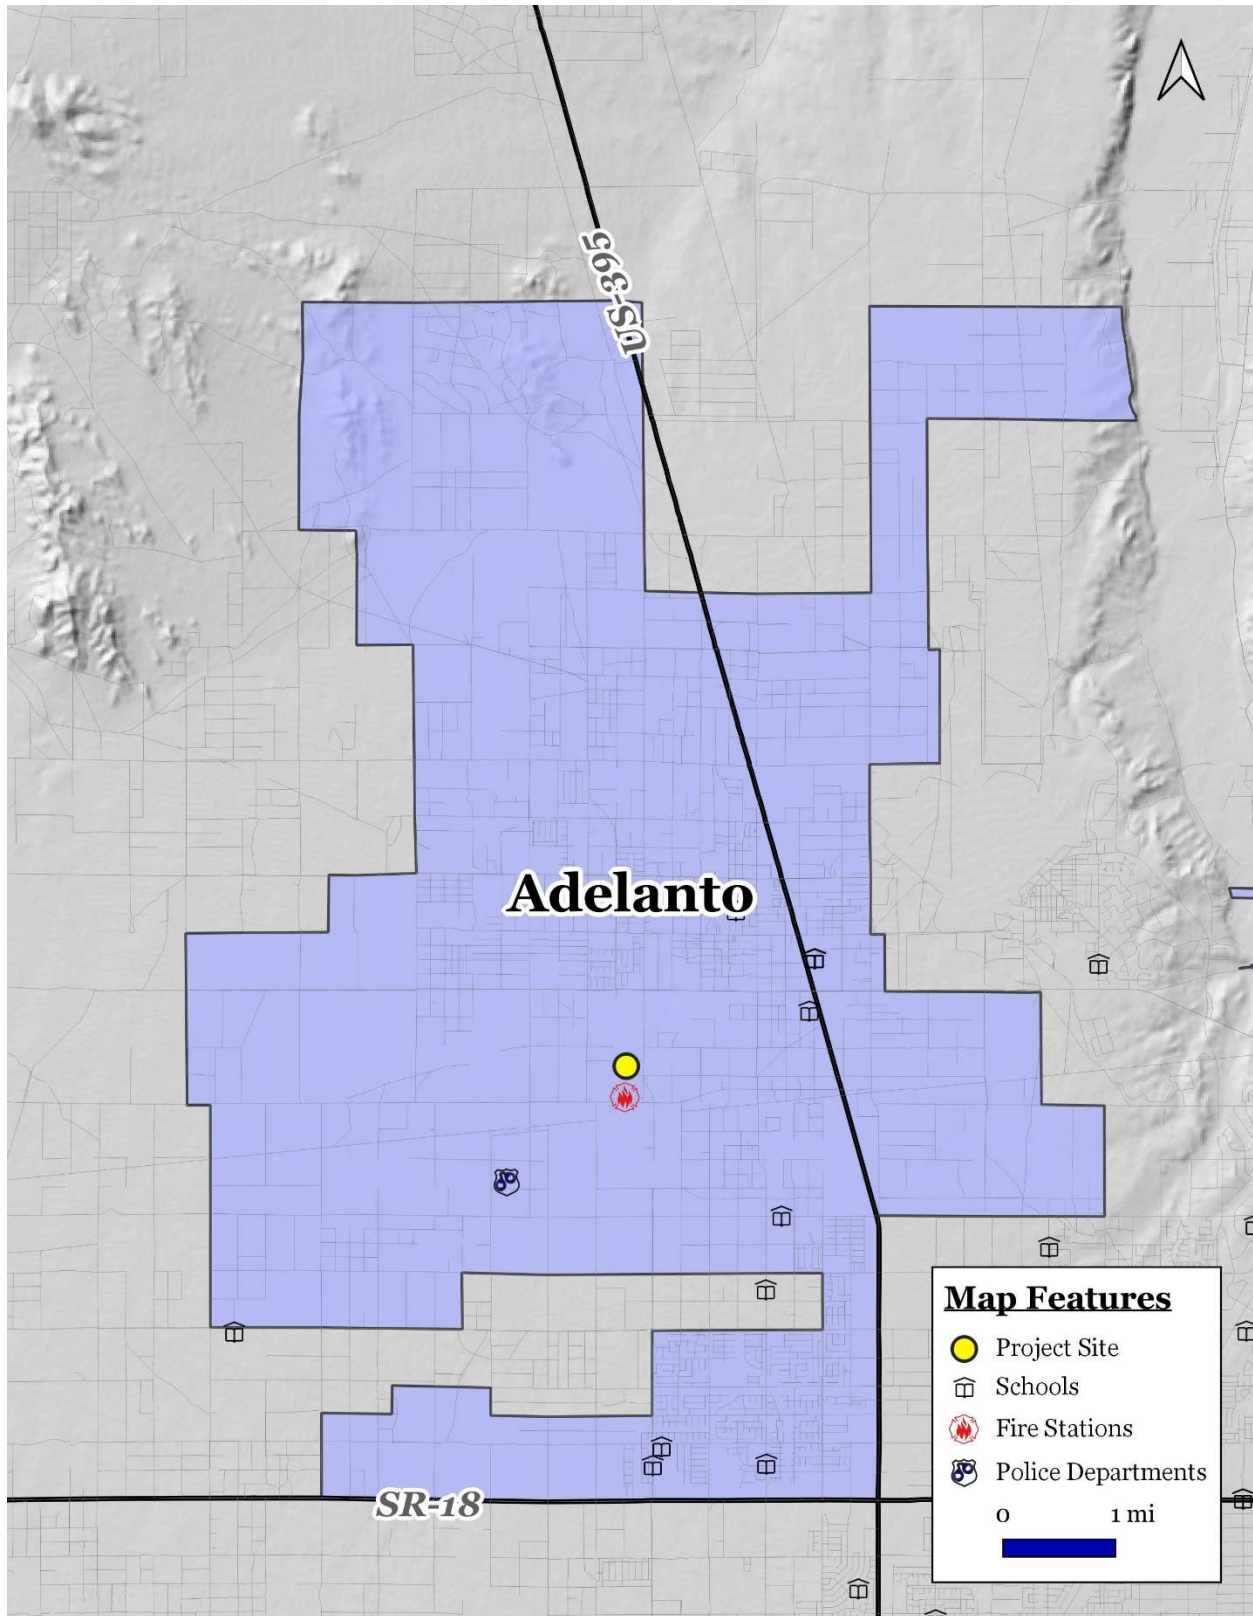 US-395
Adelanto
SR-18
Map Features
Project Site
Schools
Fire Stations
Police Departments
0 1 mi